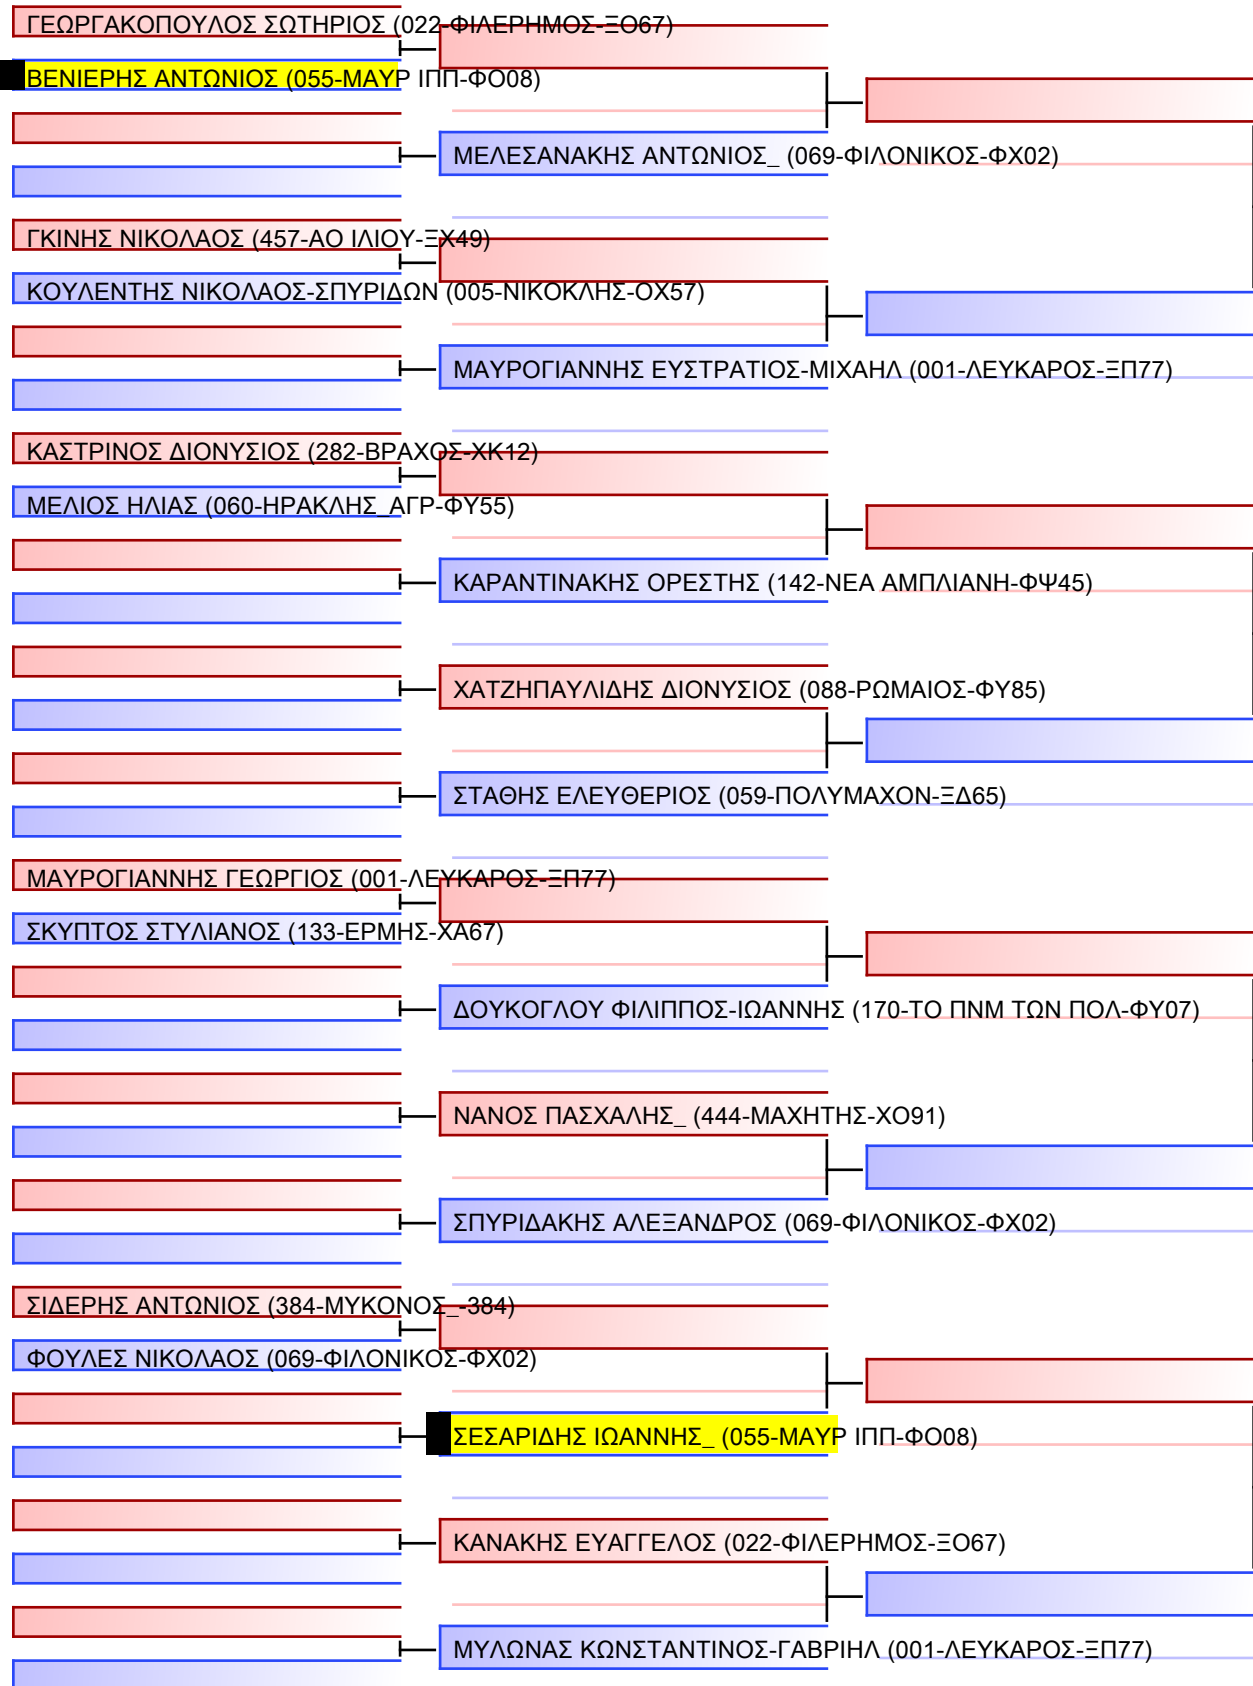 ΓΕΩΡΓΑΚΟΠΟΥΛΟΣ ΣΩΤΗΡΙΟΣ (022-ΦΙΛΕΡΗΜΟΣ-ΞΟ67)
ΒΕΝΙΕΡΗΣ ΑΝΤΩΝΙΟΣ (055-ΜΑΥΡ ΙΠΠ-ΦΟ08)
ΜΕΛΕΣΑΝΑΚΗΣ ΑΝΤΩΝΙΟΣ_ (069-ΦΙΛΟΝΙΚΟΣ-ΦΧ02)
ΓΚΙΝΗΣ ΝΙΚΟΛΑΟΣ (457-ΑΟ ΙΛΙΟΥ-ΞΧ49)
ΚΟΥΛΕΝΤΗΣ ΝΙΚΟΛΑΟΣ-ΣΠΥΡΙΔΩΝ (005-ΝΙΚΟΚΛΗΣ-ΟΧ57)
ΜΑΥΡΟΓΙΑΝΝΗΣ ΕΥΣΤΡΑΤΙΟΣ-ΜΙΧΑΗΛ (001-ΛΕΥΚΑΡΟΣ-ΞΠ77)
ΚΑΣΤΡΙΝΟΣ ΔΙΟΝΥΣΙΟΣ (282-ΒΡΑΧΟΣ-ΧΚ12)
ΜΕΛΙΟΣ ΗΛΙΑΣ (060-ΗΡΑΚΛΗΣ_ΑΓΡ-ΦΥ55)
ΚΑΡΑΝΤΙΝΑΚΗΣ ΟΡΕΣΤΗΣ (142-ΝΕΑ ΑΜΠΛΙΑΝΗ-ΦΨ45)
ΧΑΤΖΗΠΑΥΛΙΔΗΣ ΔΙΟΝΥΣΙΟΣ (088-ΡΩΜΑΙΟΣ-ΦΥ85)
ΣΤΑΘΗΣ ΕΛΕΥΘΕΡΙΟΣ (059-ΠΟΛΥΜΑΧΟΝ-ΞΔ65)
ΜΑΥΡΟΓΙΑΝΝΗΣ ΓΕΩΡΓΙΟΣ (001-ΛΕΥΚΑΡΟΣ-ΞΠ77)
ΣΚΥΠΤΟΣ ΣΤΥΛΙΑΝΟΣ (133-ΕΡΜΗΣ-ΧΑ67)
ΔΟΥΚΟΓΛΟΥ ΦΙΛΙΠΠΟΣ-ΙΩΑΝΝΗΣ (170-ΤΟ ΠΝΜ ΤΩΝ ΠΟΛ-ΦΥ07)
ΝΑΝΟΣ ΠΑΣΧΑΛΗΣ_ (444-ΜΑΧΗΤΗΣ-ΧΟ91)
ΣΠΥΡΙΔΑΚΗΣ ΑΛΕΞΑΝΔΡΟΣ (069-ΦΙΛΟΝΙΚΟΣ-ΦΧ02)
ΣΙΔΕΡΗΣ ΑΝΤΩΝΙΟΣ (384-ΜΥΚΟΝΟΣ_-384)
ΦΟΥΛΕΣ ΝΙΚΟΛΑΟΣ (069-ΦΙΛΟΝΙΚΟΣ-ΦΧ02)
ΣΕΣΑΡΙΔΗΣ ΙΩΑΝΝΗΣ_ (055-ΜΑΥΡ ΙΠΠ-ΦΟ08)
ΚΑΝΑΚΗΣ ΕΥΑΓΓΕΛΟΣ (022-ΦΙΛΕΡΗΜΟΣ-ΞΟ67)
ΜΥΛΩΝΑΣ ΚΩΝΣΤΑΝΤΙΝΟΣ-ΓΑΒΡΙΗΛ (001-ΛΕΥΚΑΡΟΣ-ΞΠ77)